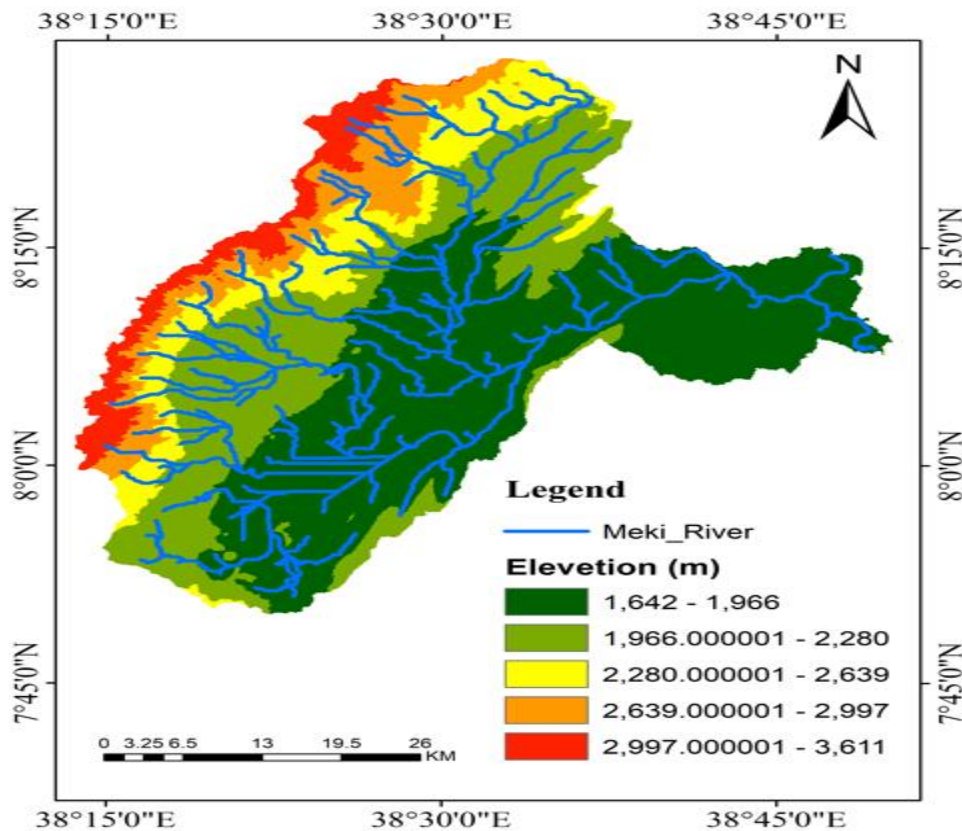 38°15'0"E 38°30'0"E 38°45'0"E
N
8°15'0"N 8°15'0"N
8°0'0"N 8°0'0"N
Legend
Meki_River
Elevetion (m)
1,642 - 1,966
1,966.000001 - 2,280
7°45'0"N 7°45'0"N
2,280.000001 - 2,639
2,639.000001 - 2,997
0 3.25 6.5 13 19.5 26
KM
2,997.000001 - 3,611
38°15'0"E 38°30'0"E 38°45'0"E